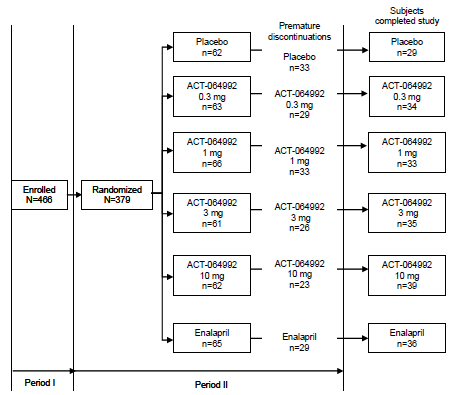 Premature
discontinuations
Subjects
completed study
Placebo
n=62
Placebo
n=33
Placebo
n=29
ACT-064992
0.3 mg
n=63
ACT-064992
0.3 mg
n=29
ACT-064992
0.3 mg
n=34
ACT-064992
1 mg
n=66
ACT-064992
1 mg
n=33
ACT-064992
1 mg
n=33
Enrolled
N=466
Randomized
N=379
ACT-064992
3 mg
n=61
ACT-064992
3 mg
n=26
ACT-064992
3 mg
n=35
ACT-064992
10 mg
n=62
ACT-064992
10 mg
n=23
ACT-064992
10 mg
n=39
Enalapril
n=65
Enalapril
n=29
Enalapril
n=36
Period I
Period II